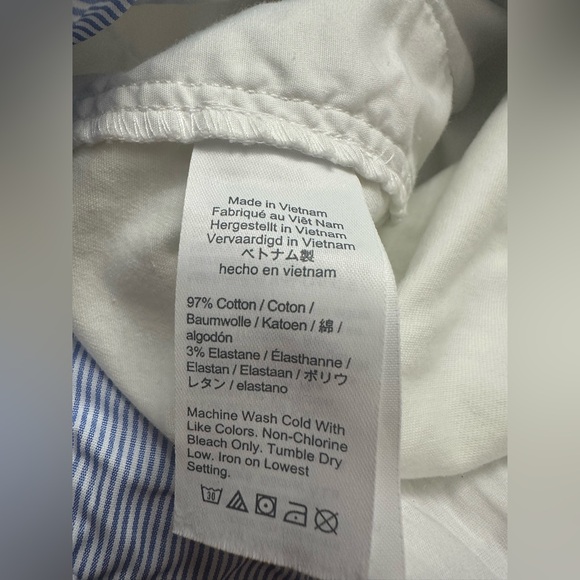 Made in Vietnam
Fabriqué au Việt Nam
Hergestellt in Vietnam
Vervaardigd in Vietnam
ベトナム製
hecho en vietnam
97% Cotton / Coton /
Baumwolle / Katoen / 綿 /
algodón
3% Elastane / Élasthanne /
Elastan / Elastaan / ポリウ
レタン / elastano
Machine Wash Cold With
Like Colors. Non-Chlorine
Bleach Only. Tumble Dry
Low. Iron on Lowest
Setting.
30